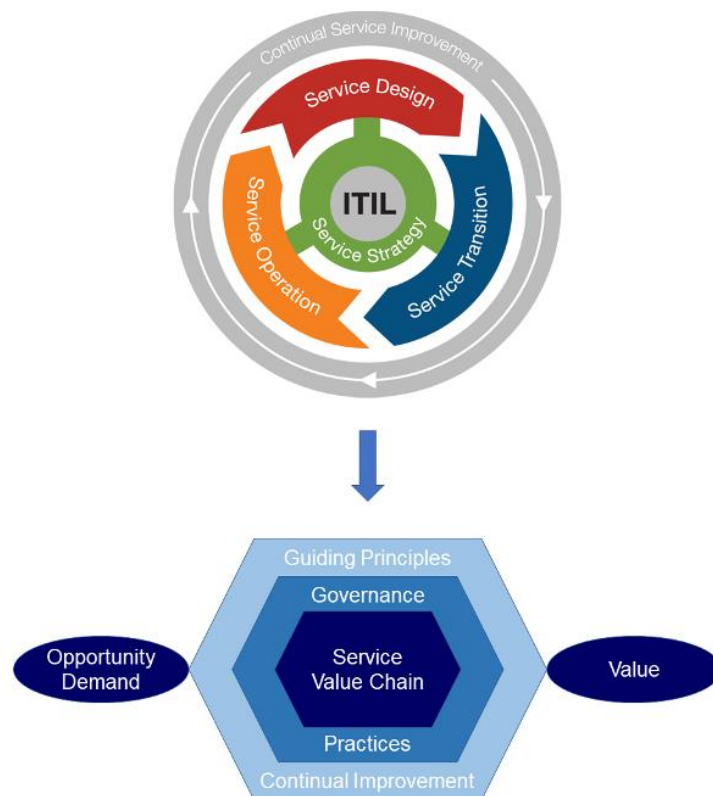 Continual Service Improvement
Service Design
ITIL
Service Strategy
Service Operation
Service Transition
Guiding Principles
Governance
Opportunity
Demand
Service
Value Chain
Value
Practices
Continual Improvement